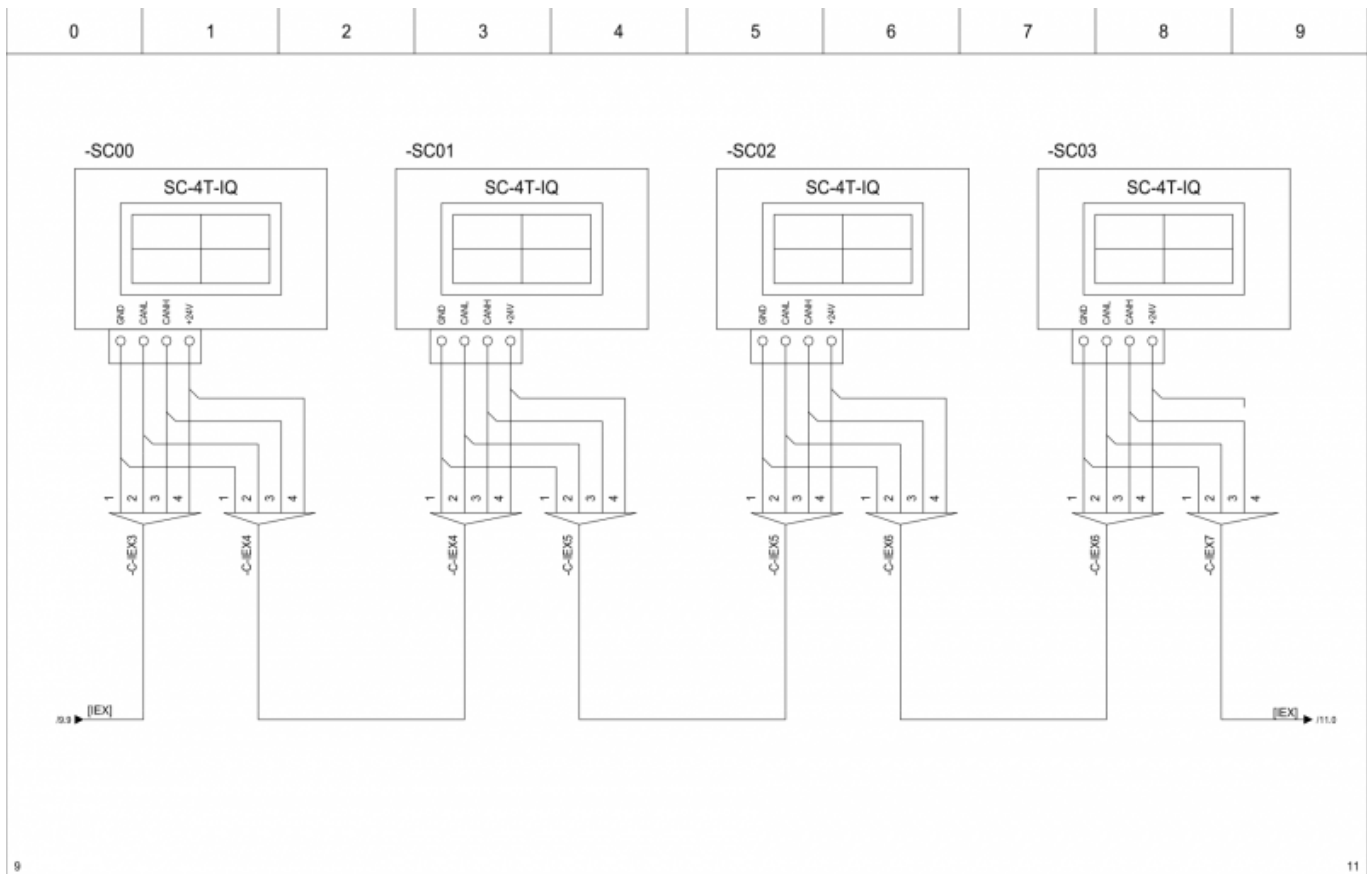 0 1 2 3 4 5 6 7 8 9
-SC00 -SC01 -SC02 -SC03
SC-4T-IQ SC-4T-IQ SC-4T-IQ SC-4T-IQ
GND CANL CANH +24V GND CANL CANH +24V GND CANL CANH +24V GND CANL CANH +24V
1 2 3 4 1 2 3 4 1 2 3 4 1 2 3 4 1 2 3 4 1 2 3 4 1 2 3 4 1 2 3 4
-C-IEX3 -C-IEX4 -C-IEX4 -C-IEX5 -C-IEX5 -C-IEX6 -C-IEX6 -C-IEX7
/9.9 [IEX] [IEX] /11.0
9 11